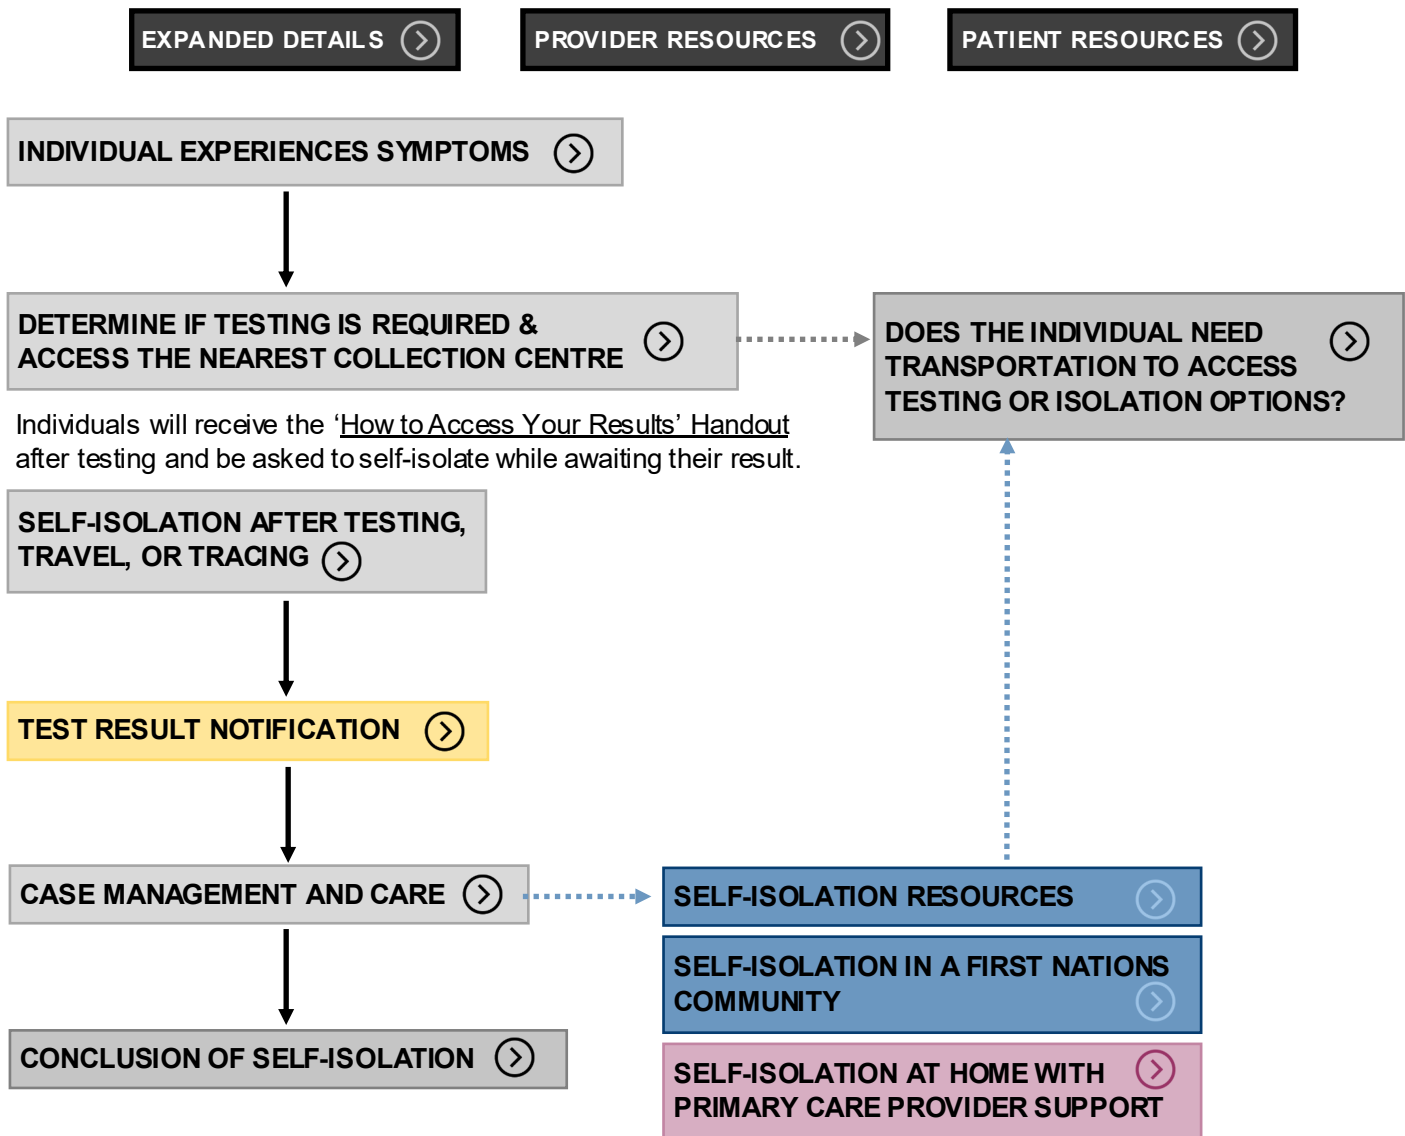 EXPANDED DETAILS
PROVIDER RESOURCES
PATIENT RESOURCES
INDIVIDUAL EXPERIENCES SYMPTOMS
DETERMINE IF TESTING IS REQUIRED &
ACCESS THE NEAREST COLLECTION CENTRE
DOES THE INDIVIDUAL NEED
TRANSPORTATION TO ACCESS
TESTING OR ISOLATION OPTIONS?
Individuals will receive the ‘How to Access Your Results’ Handout
after testing and be asked to self-isolate while awaiting their result.
SELF-ISOLATION AFTER TESTING,
TRAVEL, OR TRACING
TEST RESULT NOTIFICATION
CASE MANAGEMENT AND CARE
SELF-ISOLATION RESOURCES
SELF-ISOLATION IN A FIRST NATIONS
COMMUNITY
CONCLUSION OF SELF-ISOLATION
SELF-ISOLATION AT HOME WITH
PRIMARY CARE PROVIDER SUPPORT